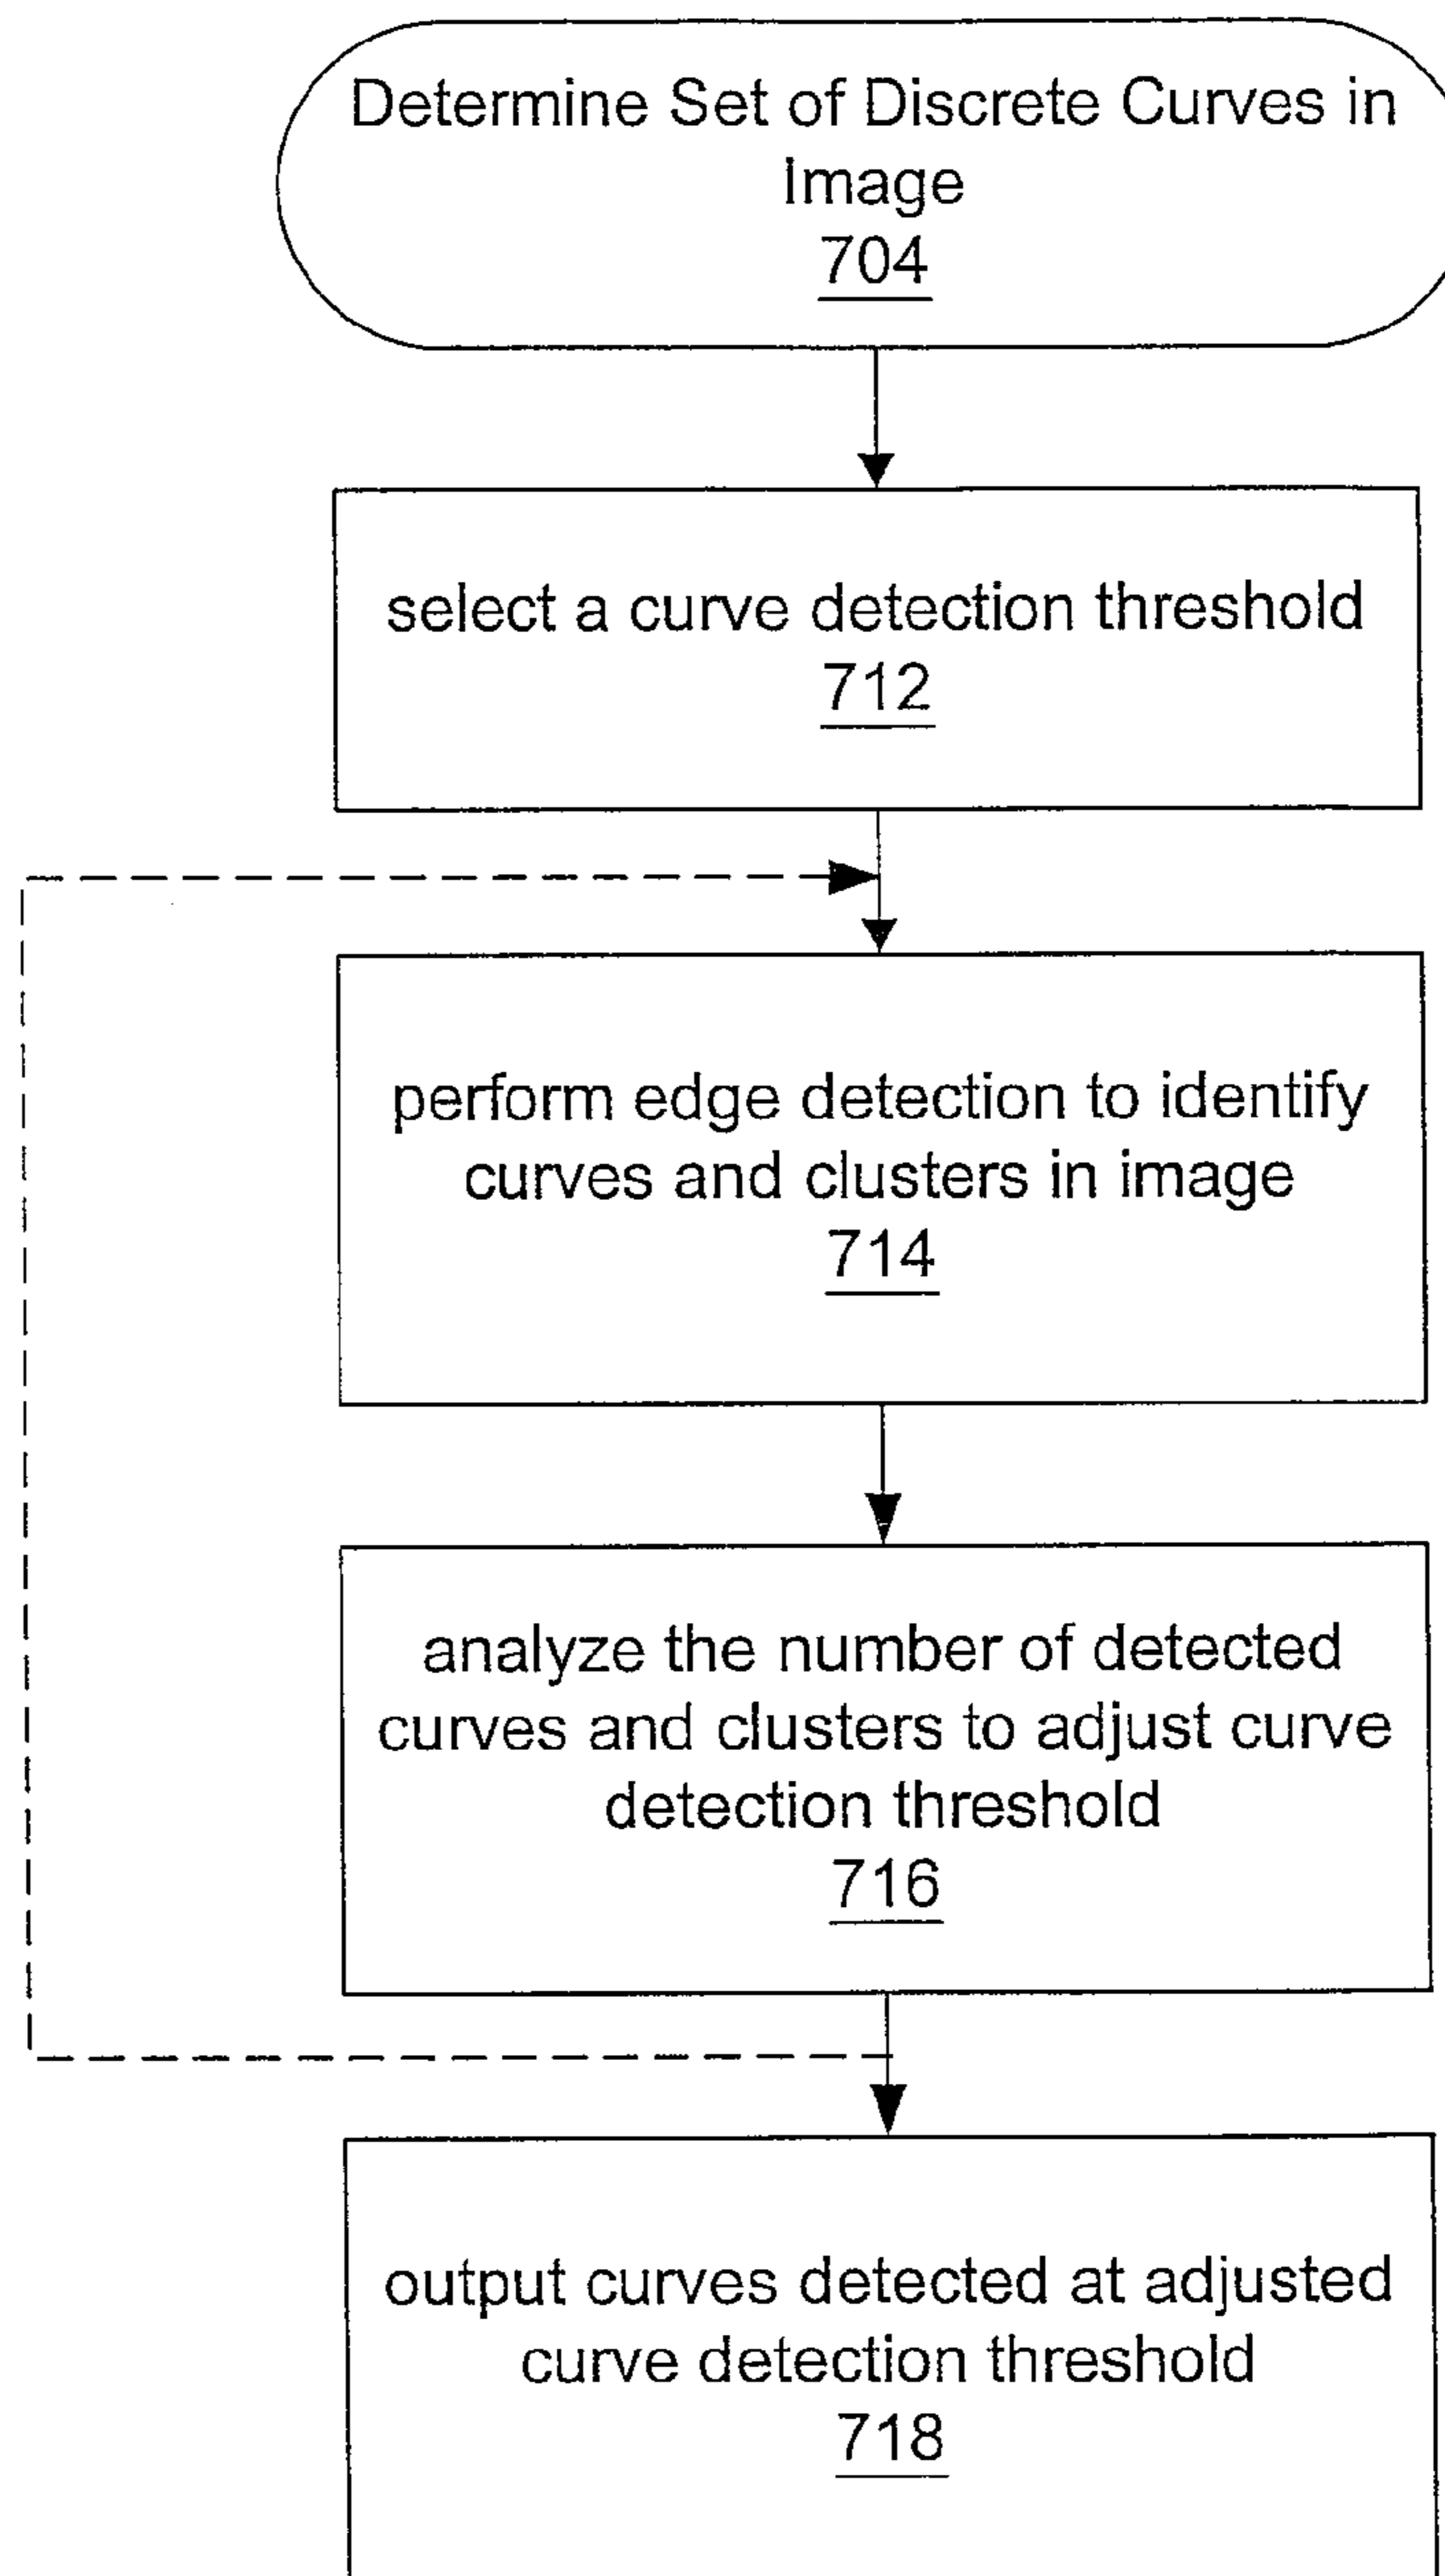 Determine Set of Discrete Curves in
Image
704
select a curve detection threshold
712
perform edge detection to identify
curves and clusters in image
714
analyze the number of detected
curves and clusters to adjust curve
detection threshold
716
output curves detected at adjusted
curve detection threshold
718